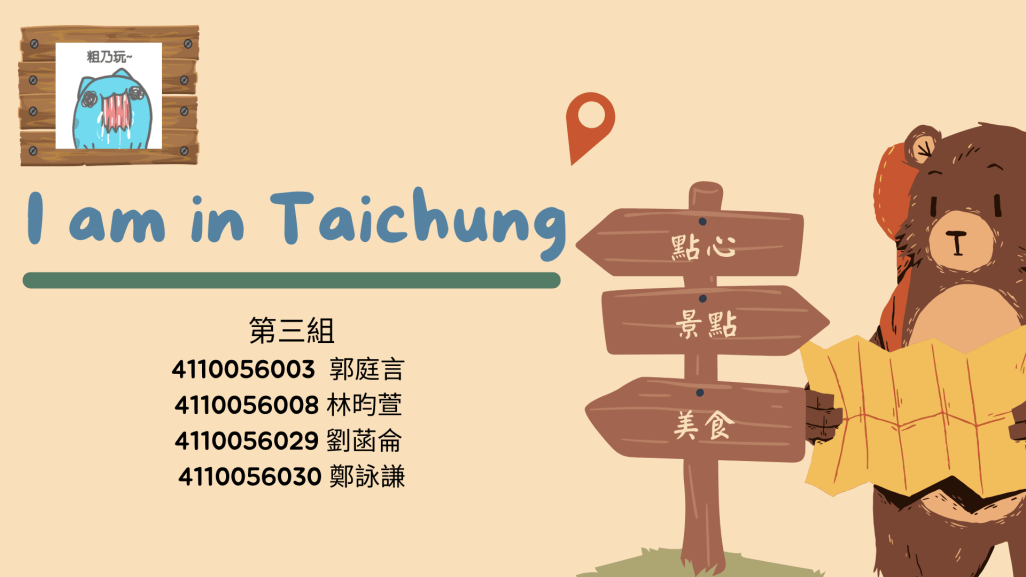 粗乃玩~
I am in Taichung
第三組
4110056003 郭庭言
4110056008 林昀萱
4110056029 劉菡侖
4110056030 鄭詠謙
點心
景點
美食